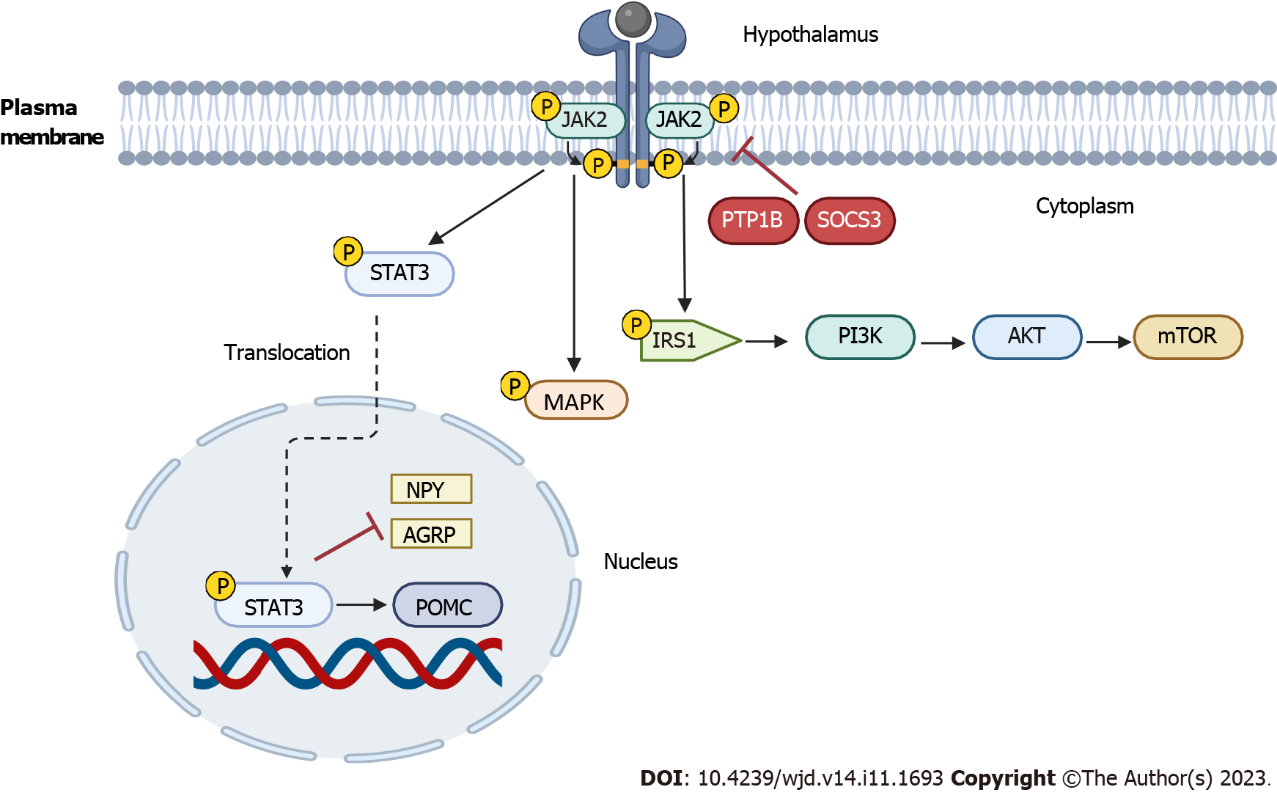 Hypothalamus
Plasma
membrane
P
JAK2
JAK2
P
P
P
PTP1B
SOCS3
Cytoplasm
P
STAT3
P
IRS1
PI3K
AKT
mTOR
Translocation
P
MAPK
NPY
AGRP
Nucleus
P
STAT3
POMC
DOI: 10.4239/wjd.v14.i11.1693 Copyright ©The Author(s) 2023.